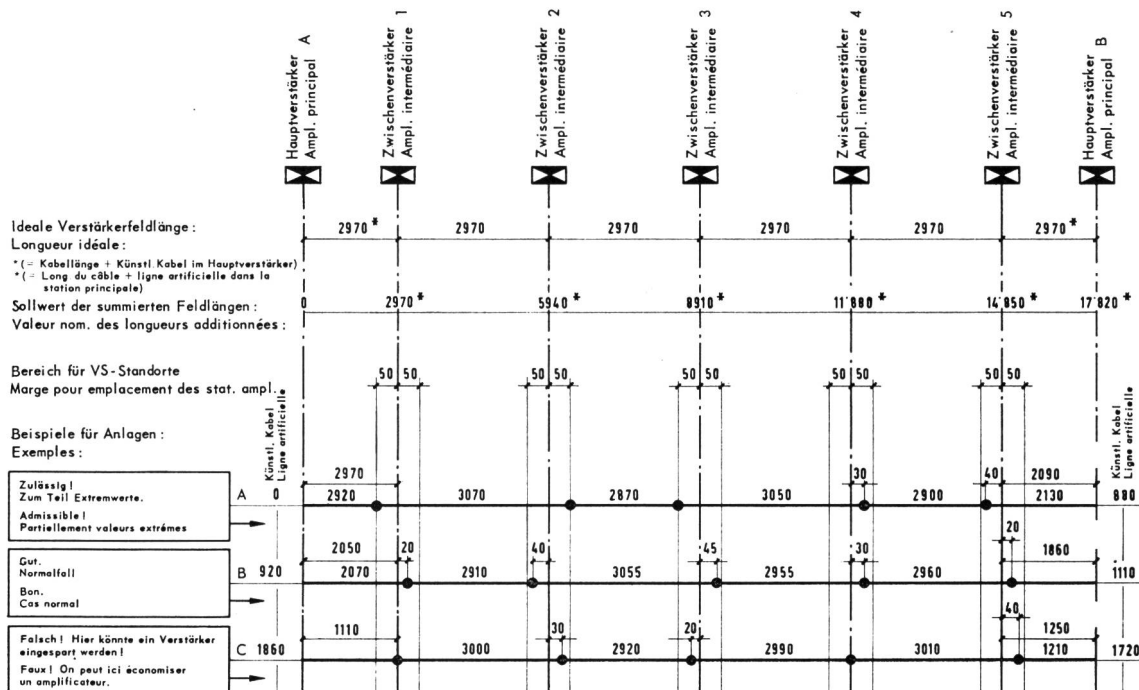 Hauptverstärker A
Ampl. principal
Zwischenverstärker 1
Ampl. intermédiaire
Zwischenverstärker 2
Ampl. intermédiaire
Zwischenverstärker 3
Ampl. intermédiaire
Zwischenverstärker 4
Ampl. intermédiaire
Zwischenverstärker 5
Ampl. intermédiaire
Hauptverstärker B
Ampl. principal
Ideale Verstärkerfeldlänge :
Longueur idéale :
2970* 2970 2970 2970 2970 2970 2970*
*(= Kabellänge + Künstl. Kabel im Hauptverstärker)
*(= Long du câble + ligne artificielle dans la
station principale)
Sollwert der summierten Feldlängen :
Valeur nom. des longueurs additionnées :
0 2970* 5940* 8910* 11'880* 14'850* 17'820*
Bereich für VS-Standorte
Marge pour emplacement des stat. ampl.
50 50 50 50 50 50 50 50 50 50
Künstl. Kabel
Ligne artificielle
Künstl. Kabel
Ligne artificielle
Beispiele für Anlagen :
Exemples :
Zulässig !
Zum Teil Extremwerte.
Admissible !
Partiellement valeurs extrémes
2970 30 40 2090
A 0 2920 3070 2870 3050 2900 2130 880
Gut.
Normalfall
Bon.
Cas normal
20
2050 20 40 45 30 1860
B 920 2070 2910 3055 2955 2960 1110
Falsch ! Hier könnte ein Verstärker
eingespart werden !
Faux ! On peut ici économiser
un amplificateur.
40
1110 30 20 1250
C 1860 3000 2920 2990 3010 1210 1720